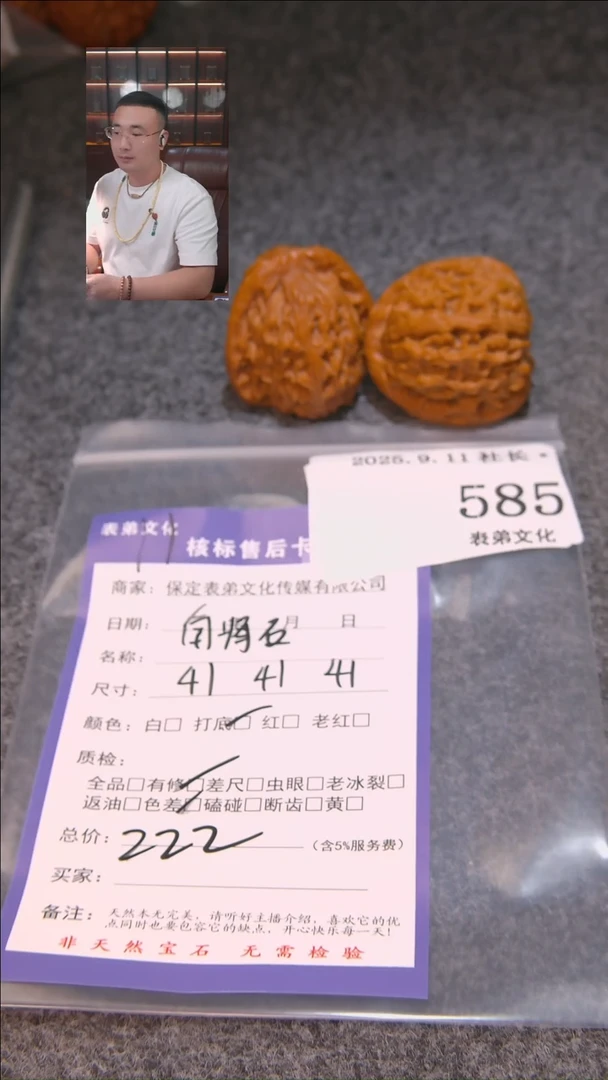 2025.9.11 社长
585
表弟文化
表弟文化
核标售后卡
商家：保定表弟文化传媒有限公司
日期： 月 日
名称：闷肾石
尺寸：41 41 41
颜色：白□ 打底□ 红□ 老红□
质检：
全品□有修□差尺□虫眼□老冰裂□
返油□色差□磕碰□断齿□黄□
总价：222（含5%服务费）
买家：
备注：天然本无完美，请听好主播介绍，喜欢它的优
点同时也要包容它的缺点，开心快乐每一天！
非天然宝石 无需检验